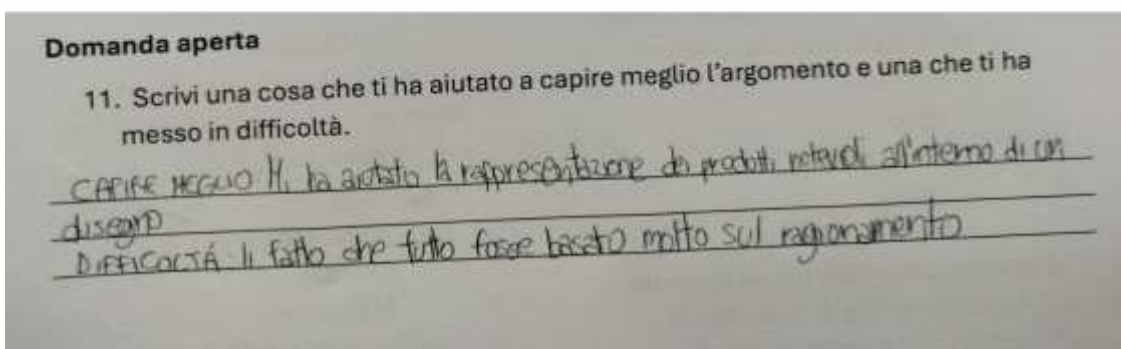 Domanda aperta
11. Scrivi una cosa che ti ha aiutato a capire meglio l'argomento e una che ti ha
messo in difficoltà.
CAPIRE MEGLIO Mi ha aiutato la rappresentazione dei prodotti notevoli all'interno di un
disegno
DIFFICOLTÁ Il fatto che tutto fosse basato molto sul ragionamento